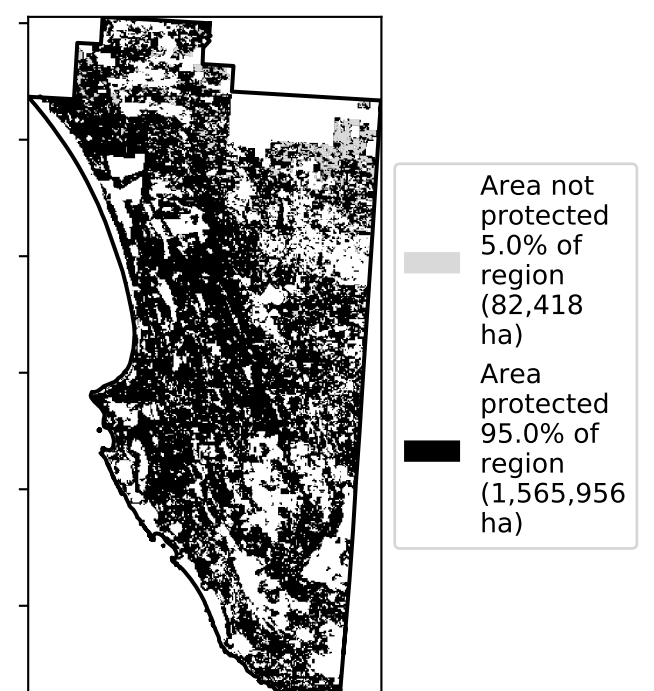 Area not
protected
5.0% of
region
(82,418
ha)
Area
protected
95.0% of
region
(1,565,956
ha)